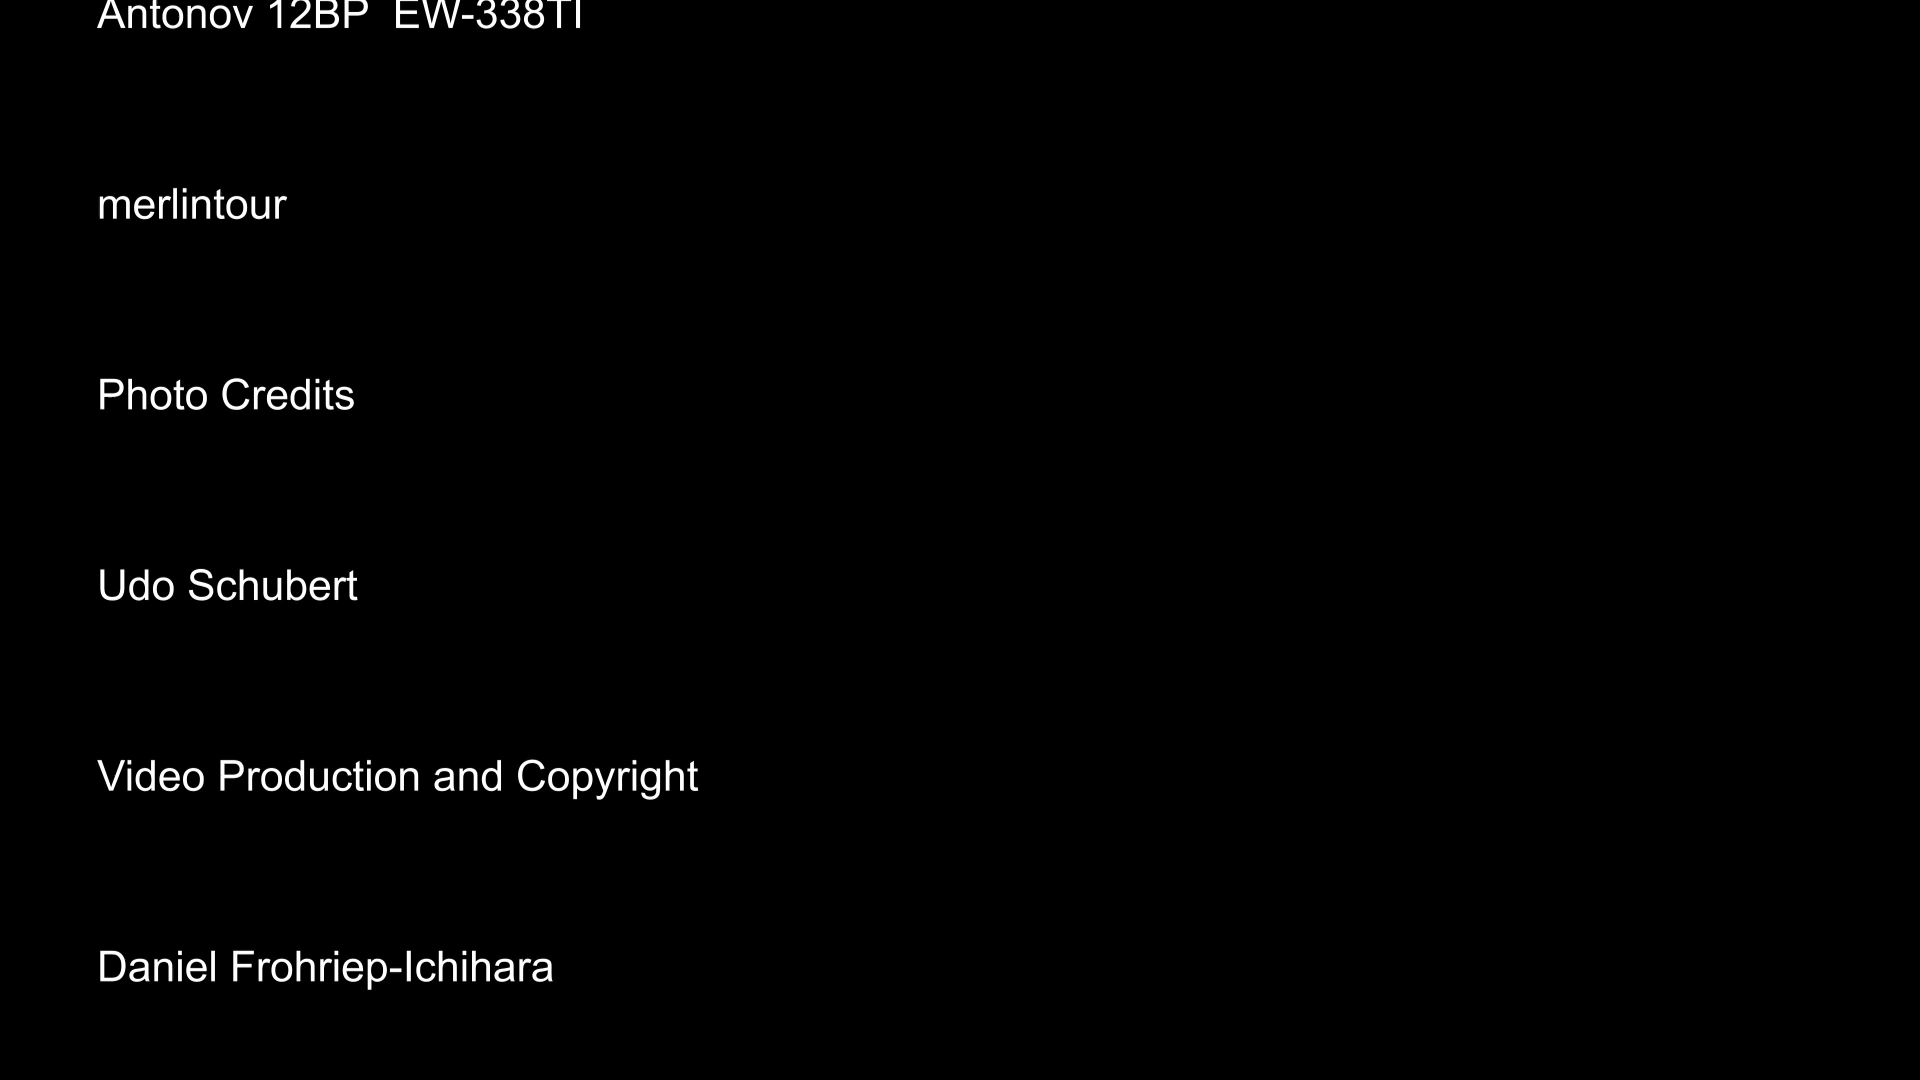 Antonov 12BP  EW-338TI
merlintour
Photo Credits
Udo Schubert
Video Production and Copyright
Daniel Frohriep-Ichihara